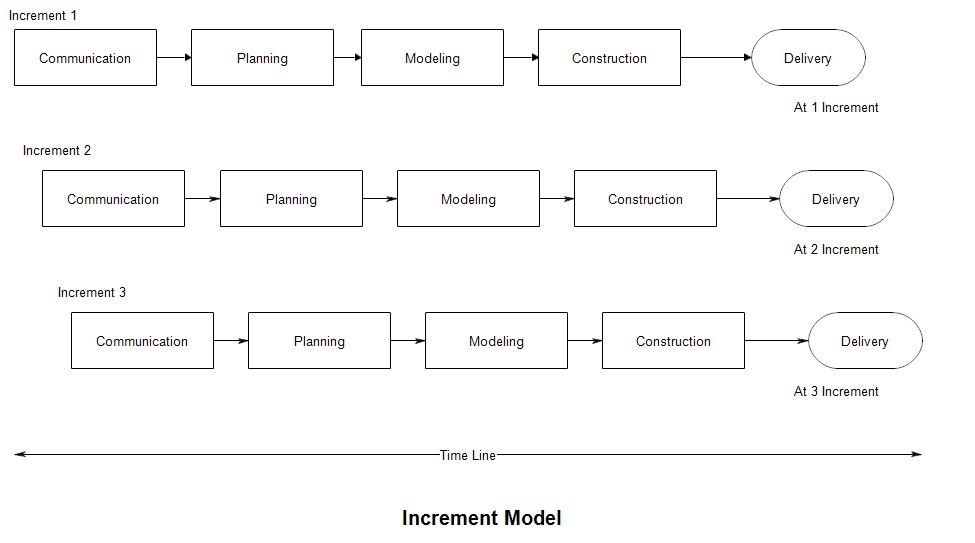 Increment 1
Communication
Planning
Modeling
Construction
Delivery
At 1 Increment
Increment 2
Communication
Planning
Modeling
Construction
Delivery
At 2 Increment
Increment 3
Communication
Planning
Modeling
Construction
Delivery
At 3 Increment
Time Line
Increment Model